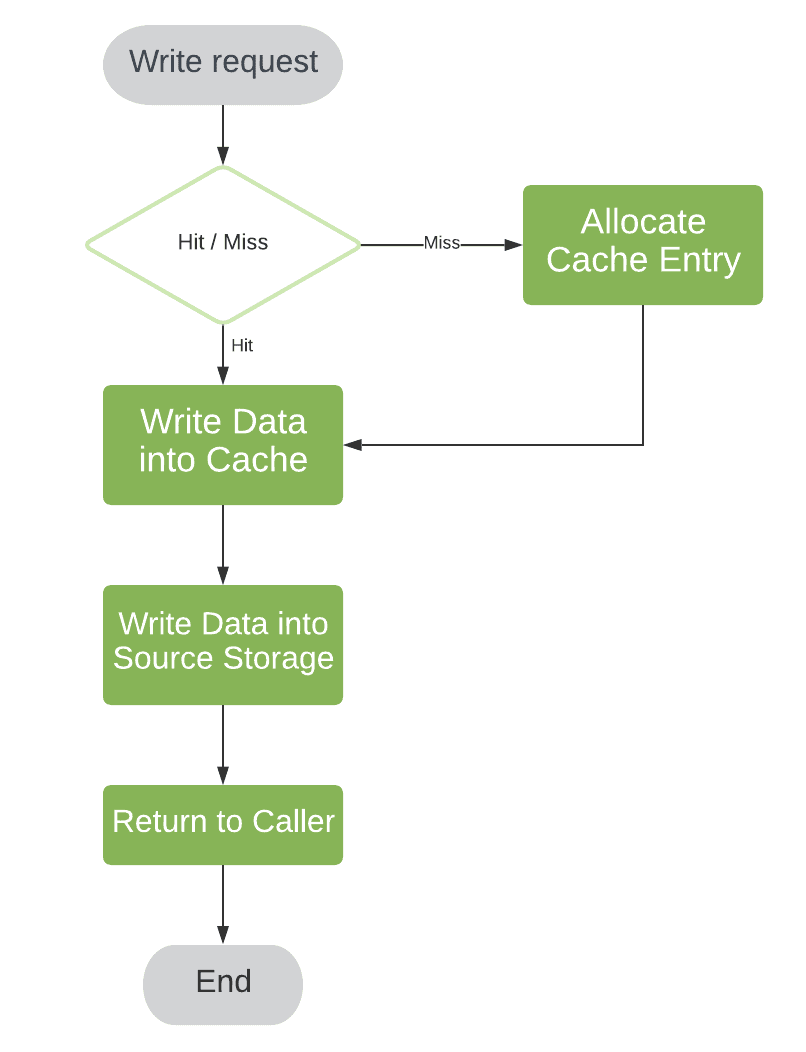 Write request
Hit / Miss
Miss
Allocate
Cache Entry
Hit
Write Data
into Cache
Write Data into
Source Storage
Return to Caller
End